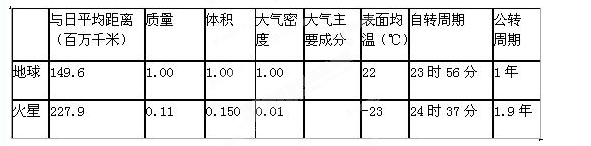 与日平均距离（百万千米） 质量 体积 大气密度 大气主要成分 表面均温（℃） 自转周期 公转周期
地球 149.6 1.00 1.00 1.00 22 23 时 56 分 1 年
火星 227.9 0.11 0.150 0.01 -23 24 时 37 分 1.9 年